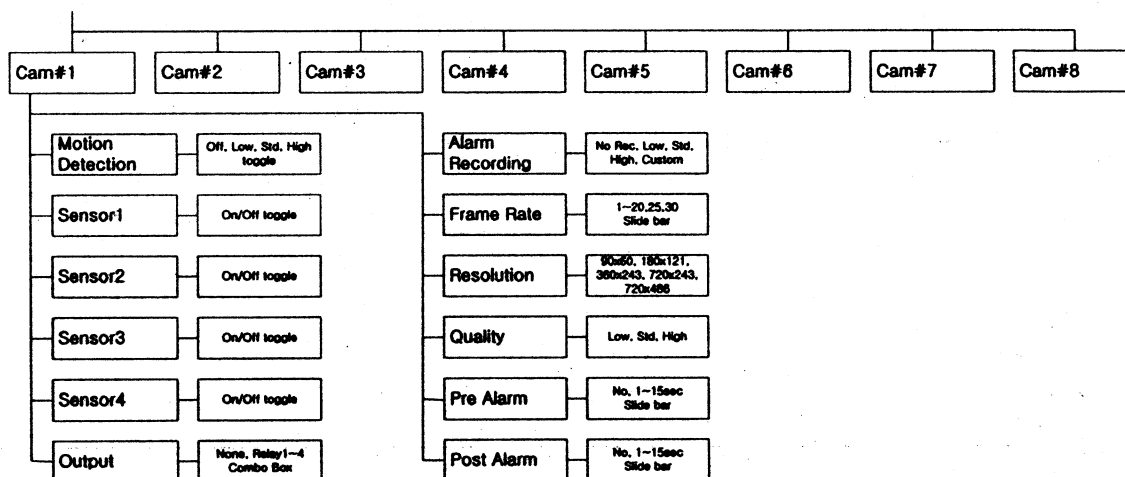 Cam#1
Cam#2
Cam#3
Cam#4
Cam#5
Cam#6
Cam#7
Cam#8
Motion
Detection
Off, Low, Std, High
toggle
Sensor1
On/Off toggle
Sensor2
On/Off toggle
Sensor3
On/Off toggle
Sensor4
On/Off toggle
Output
None, Relay1~4
Combo Box
Alarm
Recording
No Rec, Low, Std,
High, Custom
Frame Rate
1~20,25,30
Slide bar
Resolution
90x60, 180x121,
360x243, 720x243,
720x486
Quality
Low, Std, High
Pre Alarm
No, 1~15sec
Slide bar
Post Alarm
No, 1~15sec
Slide bar